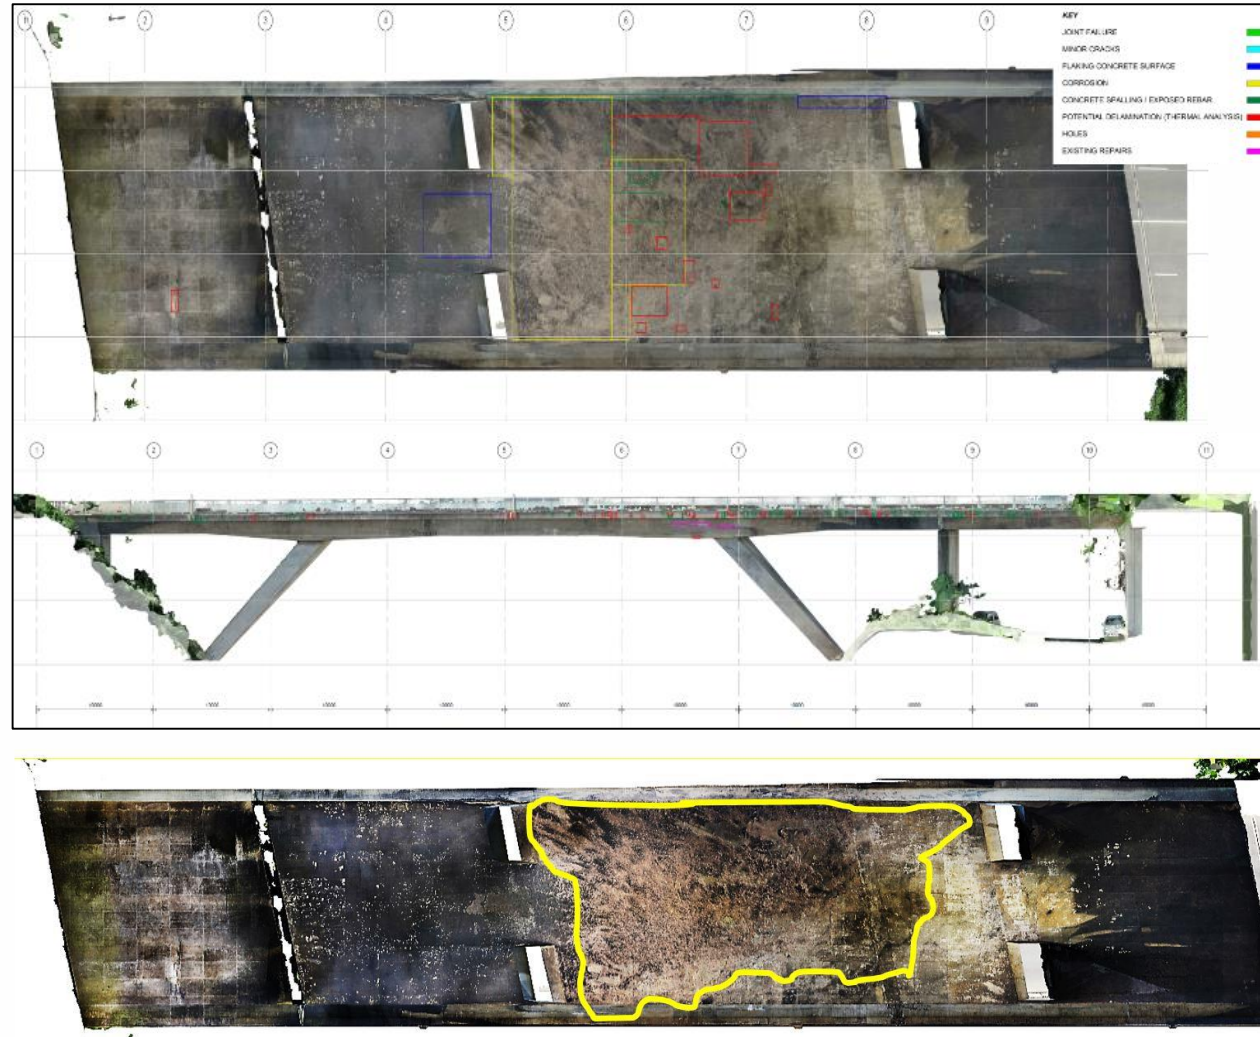 1 2 3 4 5 6 7 8 9
KEY
JOINT FAILURE
MINOR CRACKS
FLAKING CONCRETE SURFACE
CORROSION
CONCRETE SPALLING / EXPOSED REBAR
POTENTIAL DELAMINATION (THERMAL ANALYSIS)
HOLES
EXISTING REPAIRS
1 2 3 4 5 6 7 8 9 10 11